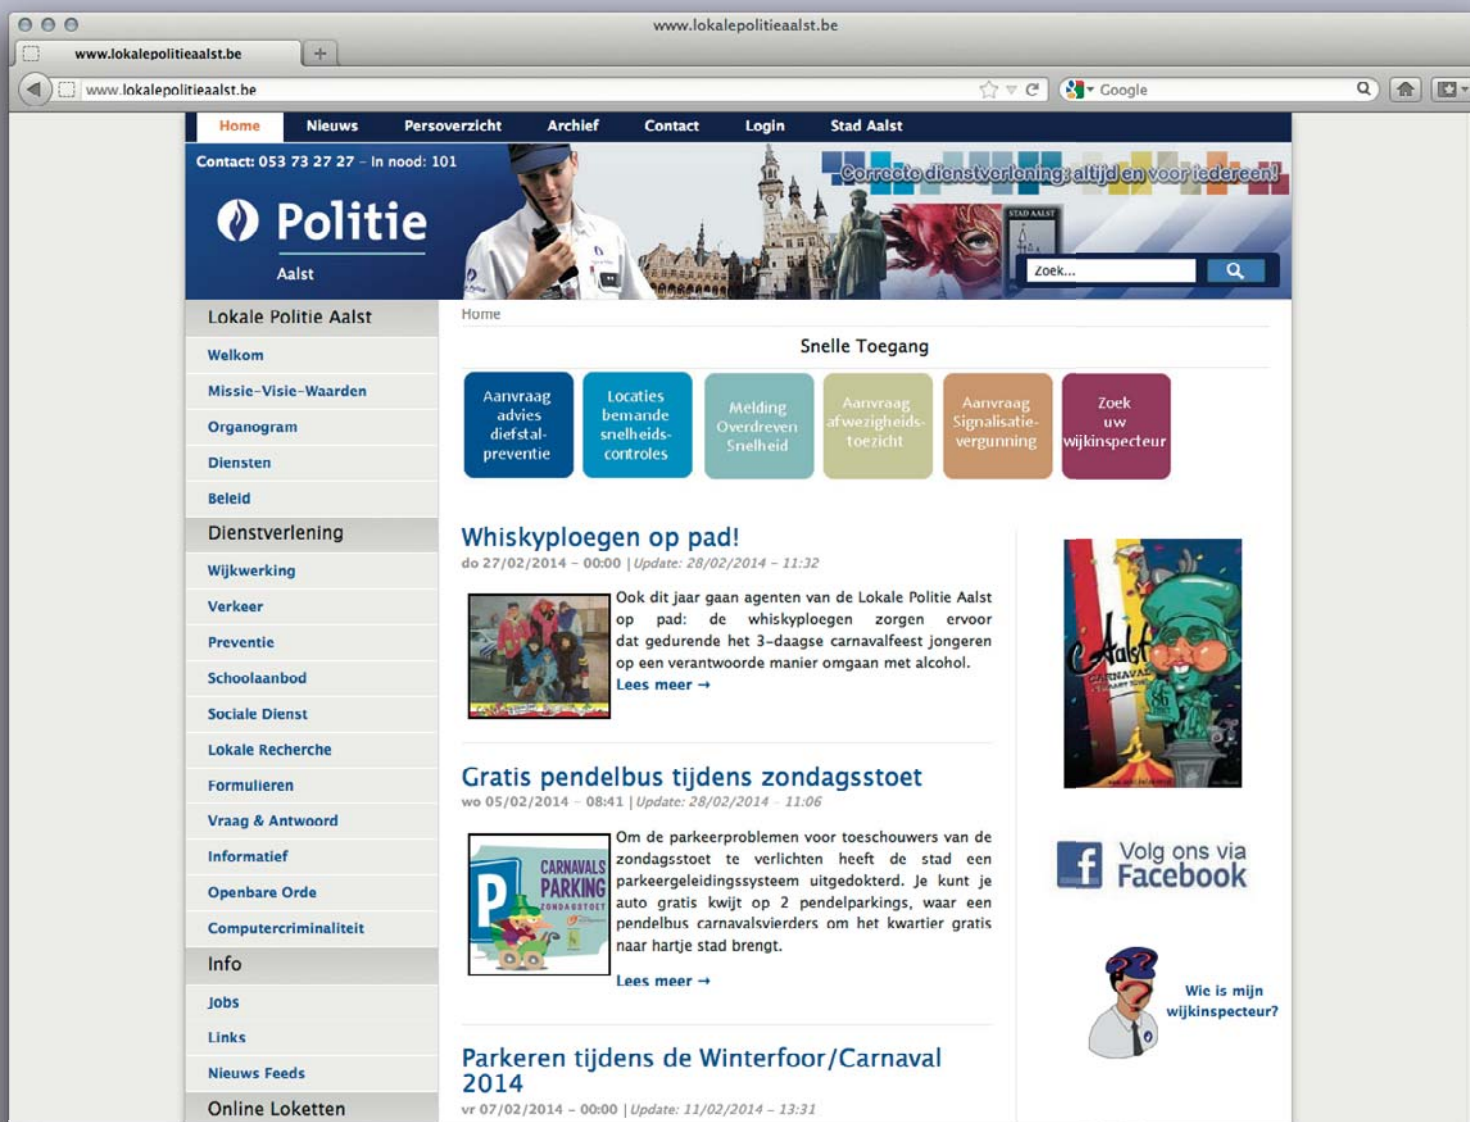 www.lokalepolitieaalst.be
www.lokalepolitieaalst.be
www.lokalepolitieaalst.be
Google
Home Nieuws Persoverzicht Archief Contact Login Stad Aalst
Contact: 053 73 27 27 – In nood: 101
Correcte dienstverlening: altijd en voor iedereen!
Politie
Aalst
STAD AALST
Zoek...
Lokale Politie Aalst
Welkom
Missie-Visie-Waarden
Organogram
Diensten
Beleid
Dienstverlening
Wijkwerking
Verkeer
Preventie
Schoolaanbod
Sociale Dienst
Lokale Recherche
Formulieren
Vraag & Antwoord
Informatief
Openbare Orde
Computercriminaliteit
Info
Jobs
Links
Nieuws Feeds
Online Loketten
Home
Snelle Toegang
Aanvraag
advies
diefstal-
preventie
Locaties
bemande
snelheids-
controles
Melding
Overdreven
Snelheid
Aanvraag
afwezigheids-
toezicht
Aanvraag
Signalisatie-
vergunning
Zoek
uw
wijkinspecteur
Whiskyploegen op pad!
do 27/02/2014 – 00:00 | Update: 28/02/2014 – 11:32
Ook dit jaar gaan agenten van de Lokale Politie Aalst
op pad: de whiskyploegen zorgen ervoor
dat gedurende het 3-daagse carnavalfeest jongeren
op een verantwoorde manier omgaan met alcohol.
Lees meer →
Gratis pendelbus tijdens zondagsstoet
wo 05/02/2014 – 08:41 | Update: 28/02/2014 – 11:06
P
CARNAVALS
PARKING
ZONDAGSTOET
Om de parkeerproblemen voor toeschouwers van de
zondagsstoet te verlichten heeft de stad een
parkeergeleidingssysteem uitgedokterd. Je kunt je
auto gratis kwijt op 2 pendelparkings, waar een
pendelbus carnavalsvierders om het kwartier gratis
naar hartje stad brengt.
Lees meer →
Parkeren tijdens de Winterfoor/Carnaval
2014
vr 07/02/2014 – 00:00 | Update: 11/02/2014 – 13:31
Aalst
CARNAVAL
86
Volg ons via
Facebook
Wie is mijn
wijkinspecteur?